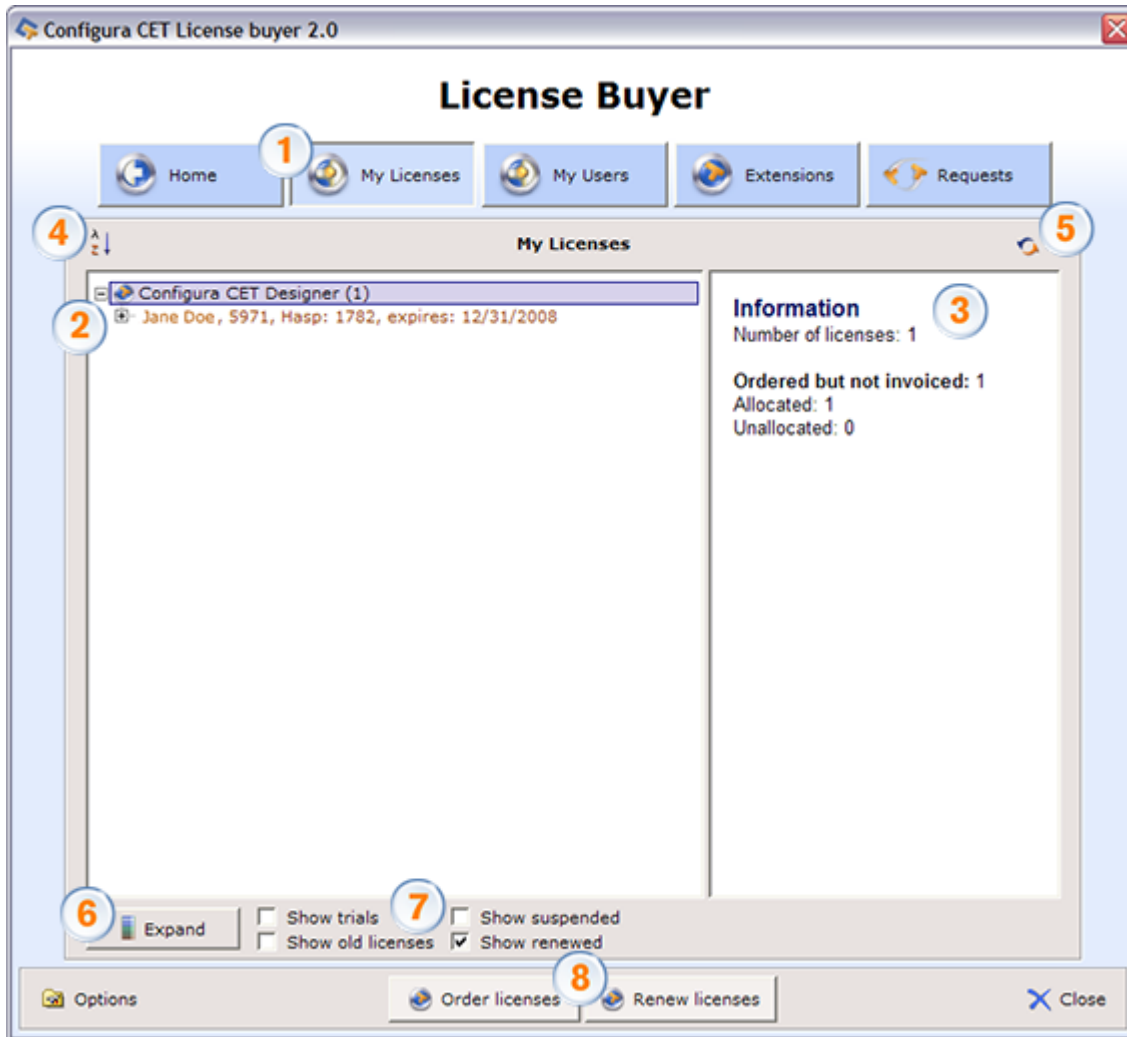 Configura CET License buyer 2.0
License Buyer
1
Home
My Licenses
My Users
Extensions
Requests
4
A
Z
My Licenses
5
Configura CET Designer (1)
2
Jane Doe, 5971, Hasp: 1782, expires: 12/31/2008
Information
3
Number of licenses: 1
Ordered but not invoiced: 1
Allocated: 1
Unallocated: 0
6
Expand
Show trials
7
Show suspended
Show old licenses
Show renewed
Options
Order licenses
8
Renew licenses
Close